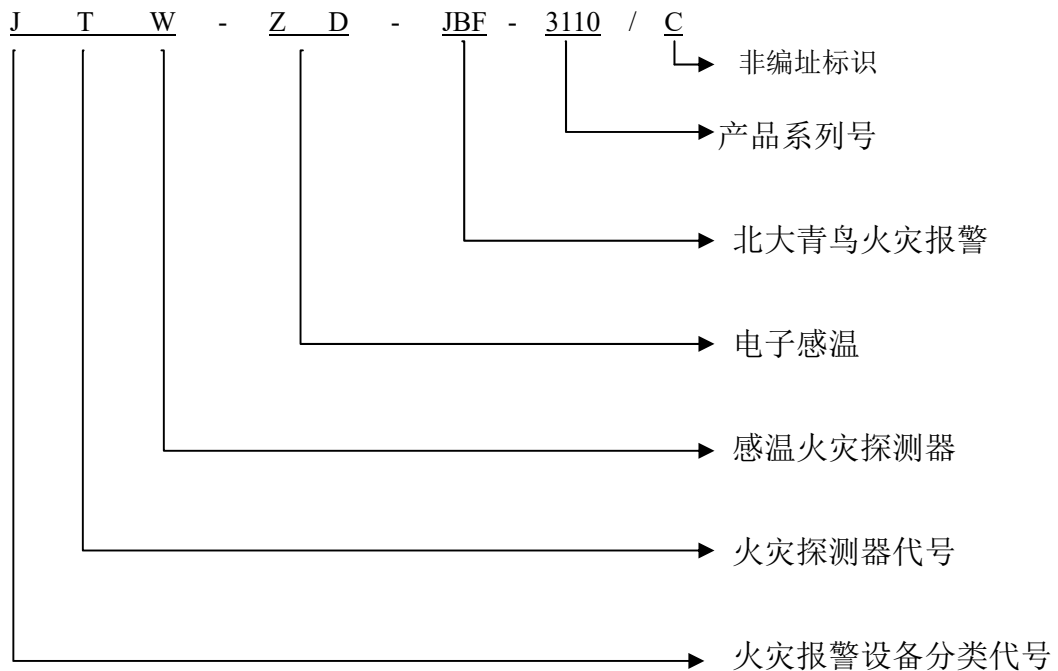 J T W - Z D - JBF - 3110 / C
非编址标识
产品系列号
北大青鸟火灾报警
电子感温
感温火灾探测器
火灾探测器代号
火灾报警设备分类代号